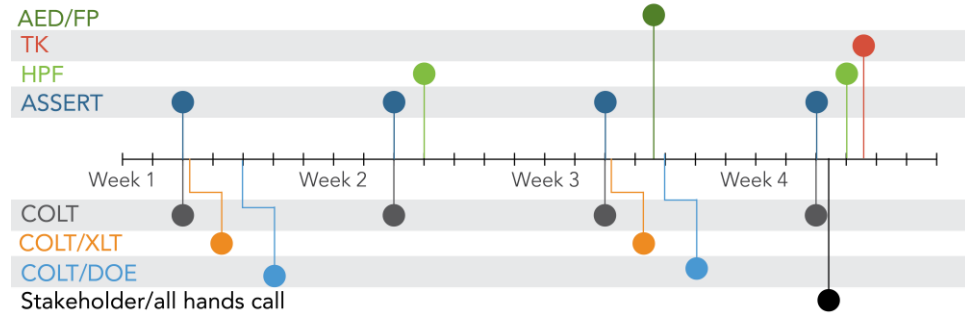 AED/FP
TK
HPF
ASSERT
Week 1
Week 2
Week 3
Week 4
COLT
COLT/XLT
COLT/DOE
Stakeholder/all hands call